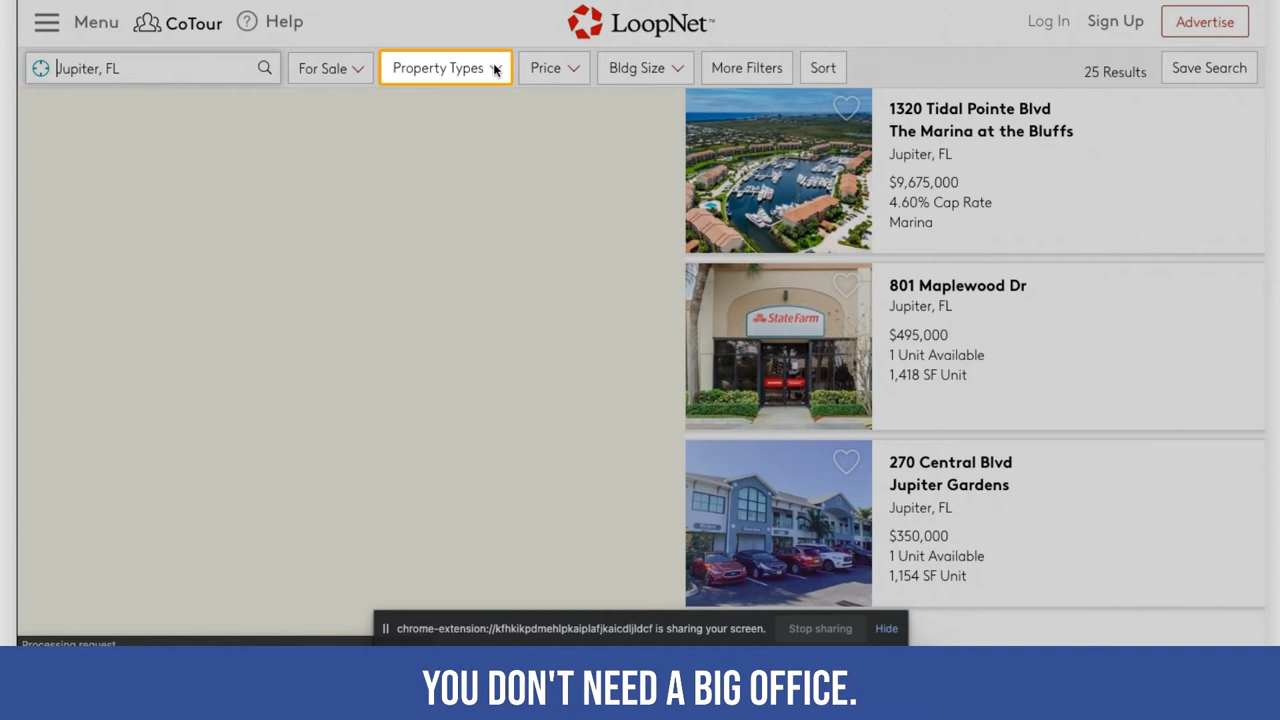 Menu CoTour Help LoopNet™ Log In Sign Up Advertise
Jupiter, FL For Sale Property Types Price Bldg Size More Filters Sort 25 Results Save Search
1320 Tidal Pointe Blvd
The Marina at the Bluffs
Jupiter, FL
$9,675,000
4.60% Cap Rate
Marina
StateFarm
801 Maplewood Dr
Jupiter, FL
$495,000
1 Unit Available
1,418 SF Unit
270 Central Blvd
Jupiter Gardens
Jupiter, FL
$350,000
1 Unit Available
1,154 SF Unit
chrome-extension://kfhkikpdmehlpkaiplafjkaicdljldcf is sharing your screen. Stop sharing Hide
Processing request
YOU DON'T NEED A BIG OFFICE.